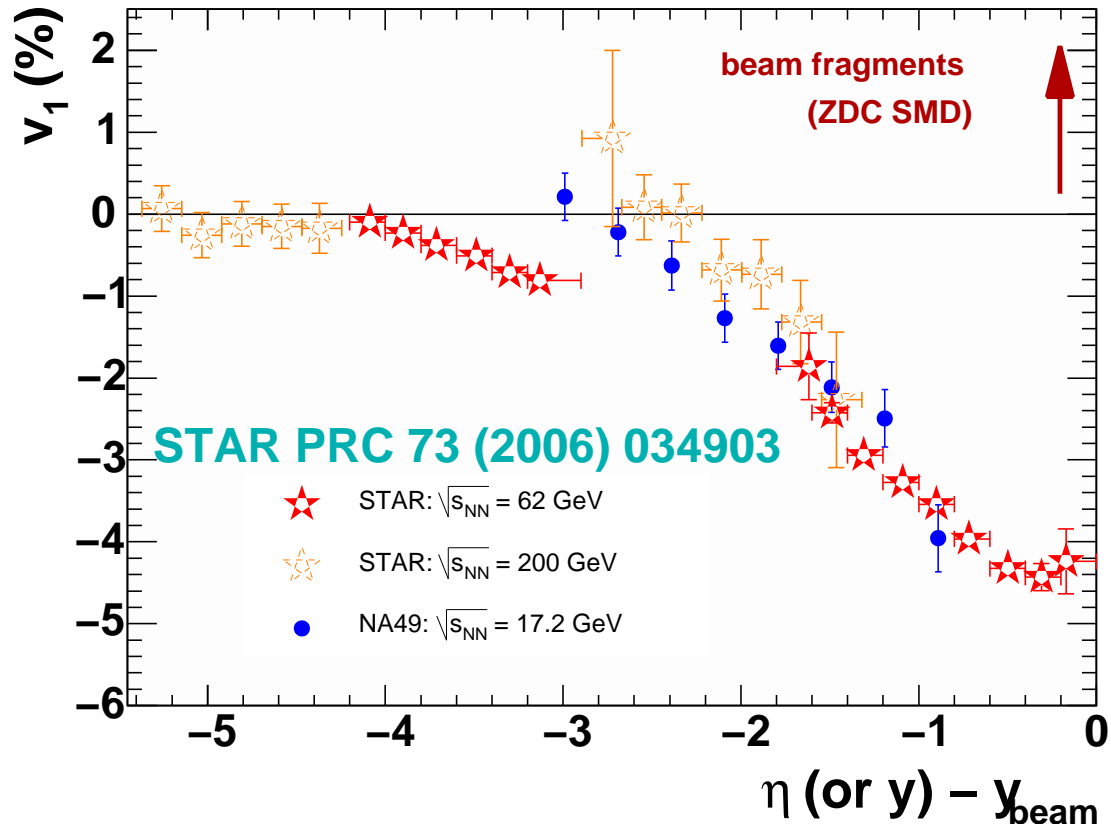 v1 (%)
2
1
0
−1
−2
−3
−4
−5
−6
beam fragments
(ZDC SMD)
STAR PRC 73 (2006) 034903
STAR: √sNN = 62 GeV
STAR: √sNN = 200 GeV
NA49: √sNN = 17.2 GeV
−5 −4 −3 −2 −1 0
η (or y) − ybeam